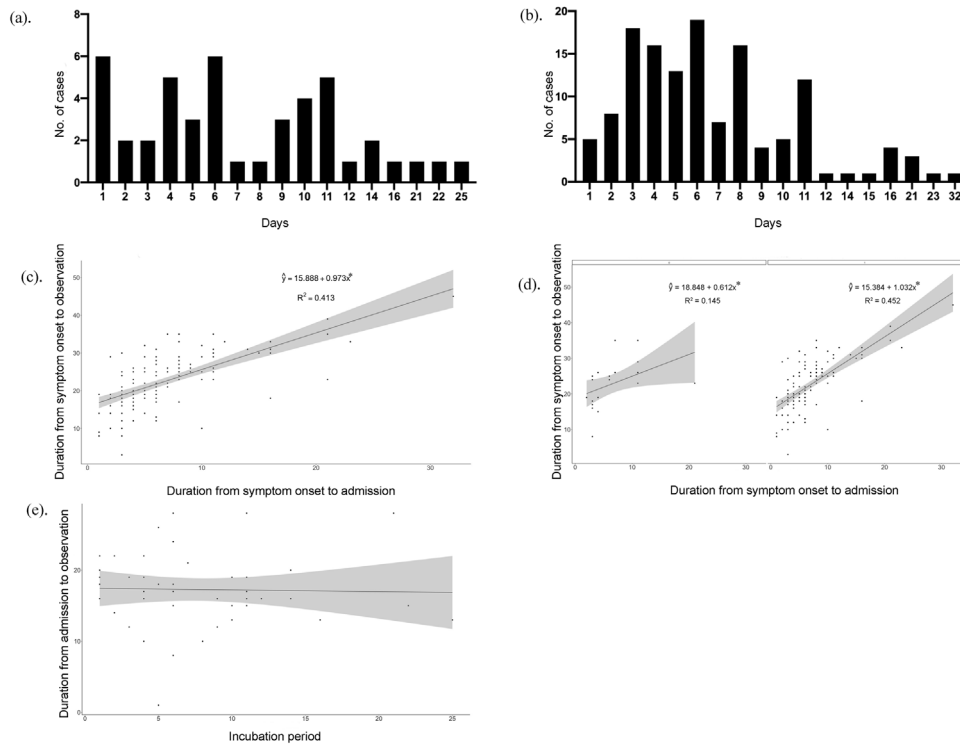 (a).
8
6
4
2
0
No. of cases
1 2 3 4 5 6 7 8 9 10 11 12 14 16 21 22 25
Days
(b).
20
15
10
5
0
No. of cases
1 2 3 4 5 6 7 8 9 10 11 12 14 15 16 21 23 32
Days
(c).
50
40
30
20
10
Duration from symptom onset to observation
ŷ = 15.888 + 0.973x*
R² = 0.413
0 10 20 30
Duration from symptom onset to admission
(d).
50
40
30
20
10
Duration from symptom onset to observation
ŷ = 18.848 + 0.612x*
R² = 0.145
ŷ = 15.384 + 1.032x*
R² = 0.452
0 10 20 30 0 10 20 30
Duration from symptom onset to admission
(e).
20
10
0
Duration from admission to observation
0 5 10 15 20 25
Incubation period